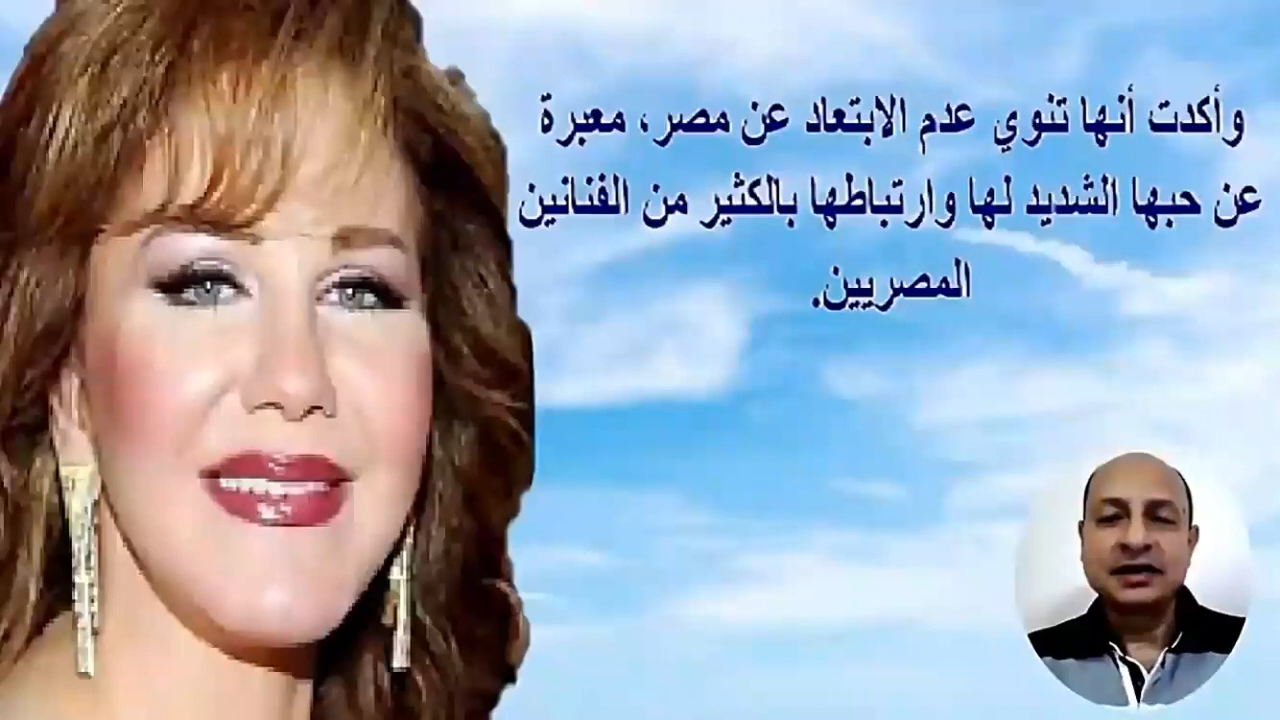 وأكدت أنها تنوي عدم الابتعاد عن مصر، معبرة
عن حبها الشديد لها وارتباطها بالكثير من الفنانين
المصريين.